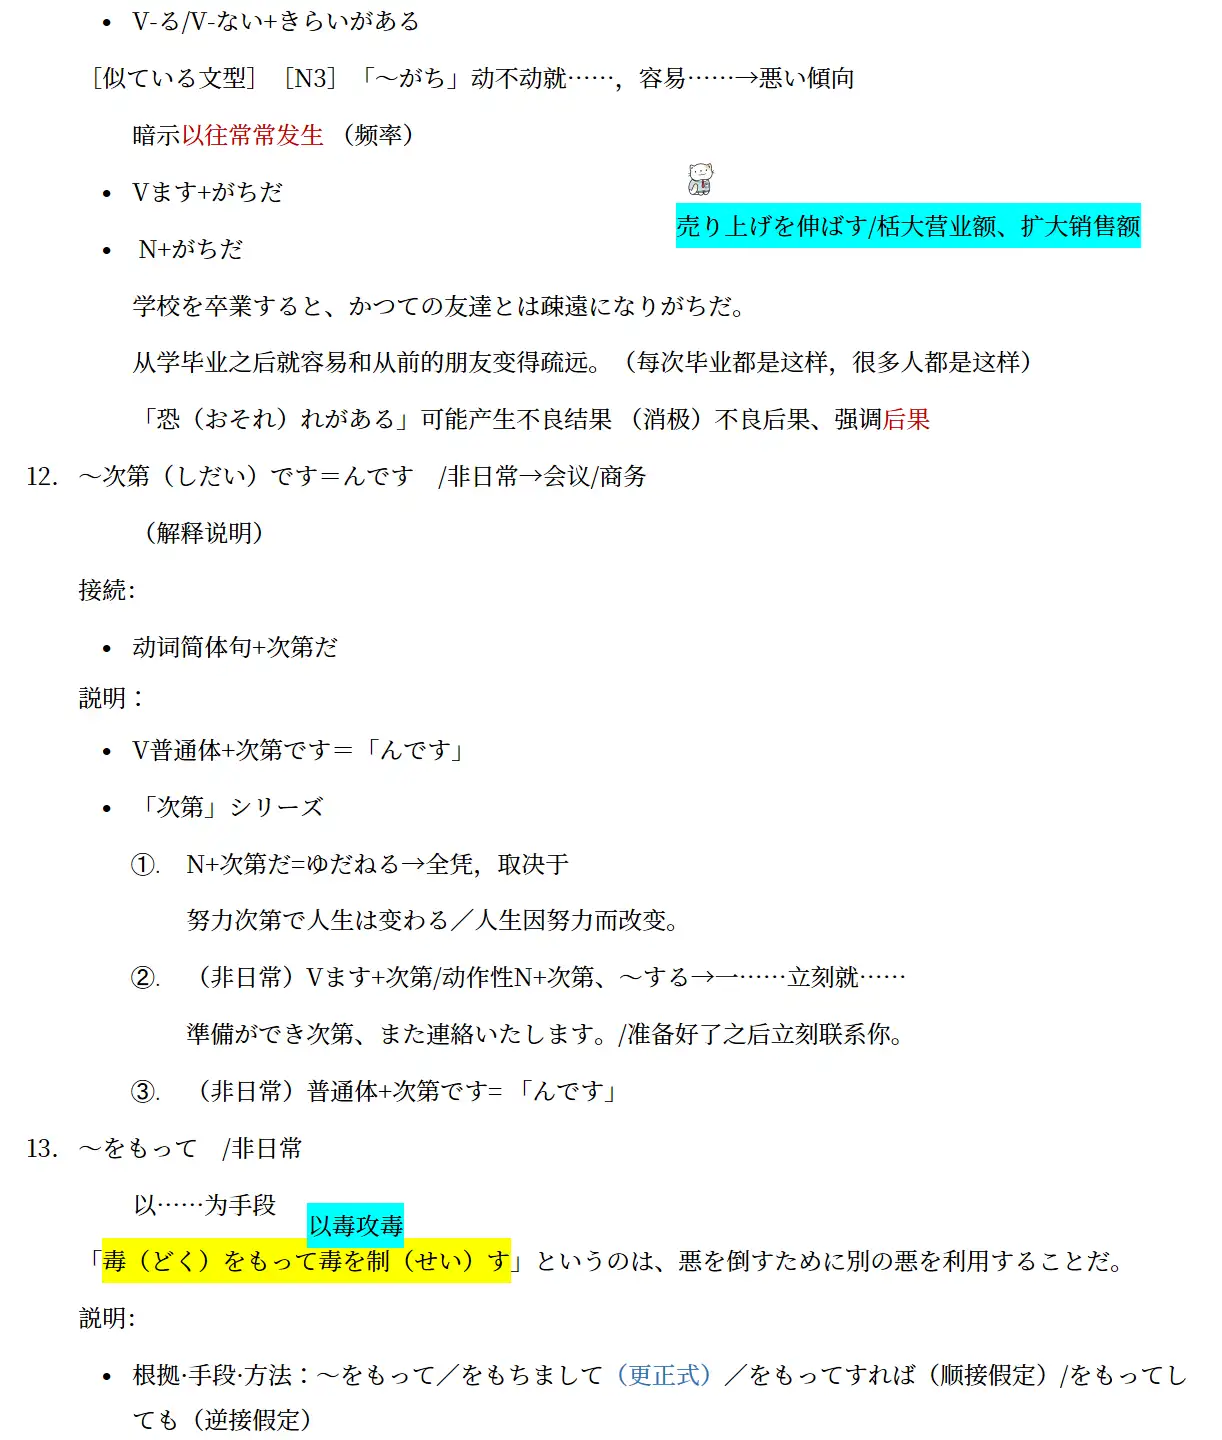 • V-る/V-ない+きらいがある
［似ている文型］［N3］「～がち」动不动就……，容易……→悪い傾向
暗示以往常常发生 （频率）
• Vます+がちだ
売り上げを伸ばす/栝大营业额、扩大销售额
• N+がちだ
学校を卒業すると、かつての友達とは疎遠になりがちだ。
从学毕业之后就容易和从前的朋友变得疏远。（每次毕业都是这样，很多人都是这样）
「恐（おそれ）れがある」可能产生不良结果 （消极）不良后果、强调后果
12. ～次第（しだい）です＝んです　/非日常→会议/商务
（解释说明）
接続：
• 动词简体句+次第だ
説明：
• V普通体+次第です＝「んです」
• 「次第」シリーズ
①. N+次第だ=ゆだねる→全凭，取决于
努力次第で人生は変わる／人生因努力而改变。
②. （非日常）Vます+次第/动作性N+次第、～する→一……立刻就……
準備ができ次第、また連絡いたします。/准备好了之后立刻联系你。
③. （非日常）普通体+次第です= 「んです」
13. ～をもって　/非日常
以……为手段
以毒攻毒
「毒（どく）をもって毒を制（せい）す」というのは、悪を倒すために別の悪を利用することだ。
説明：
• 根拠·手段·方法：～をもって／をもちまして（更正式）／をもってすれば（顺接假定）/をもってし
ても（逆接假定）